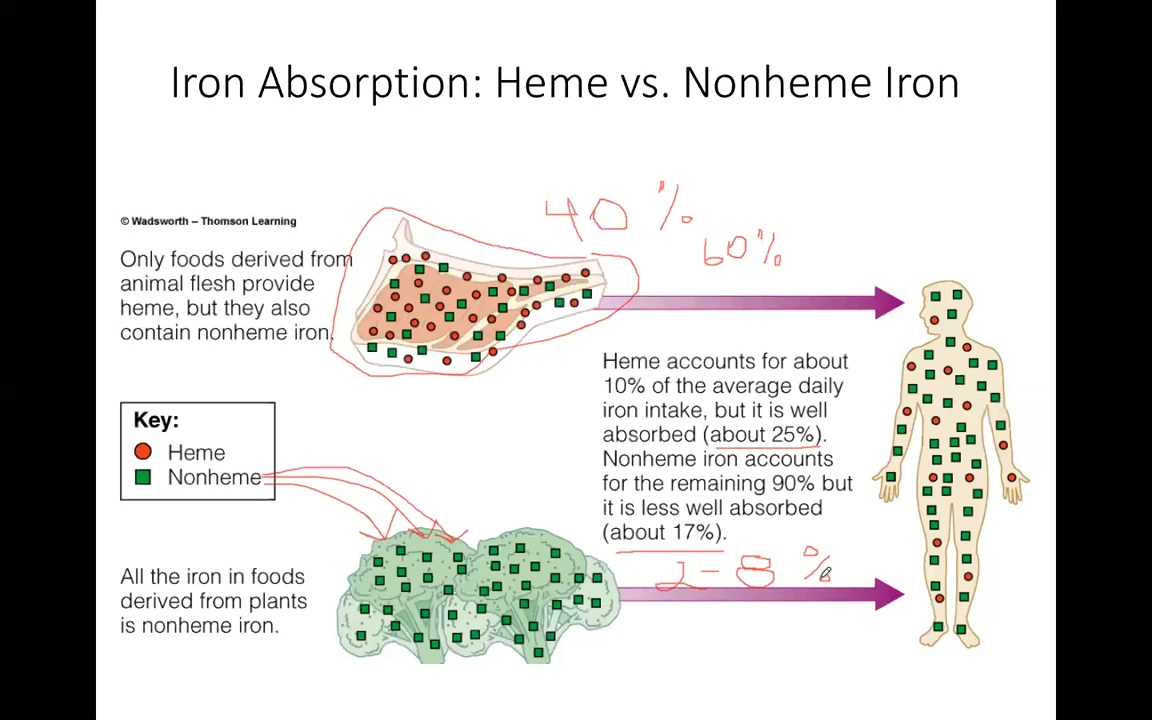 Iron Absorption: Heme vs. Nonheme Iron
© Wadsworth – Thomson Learning
Only foods derived from
animal flesh provide
heme, but they also
contain nonheme iron.
40 %
60%
Heme accounts for about
10% of the average daily
iron intake, but it is well
absorbed (about 25%).
Nonheme iron accounts
for the remaining 90% but
it is less well absorbed
(about 17%).
2-8 %
Key:
Heme
Nonheme
All the iron in foods
derived from plants
is nonheme iron.